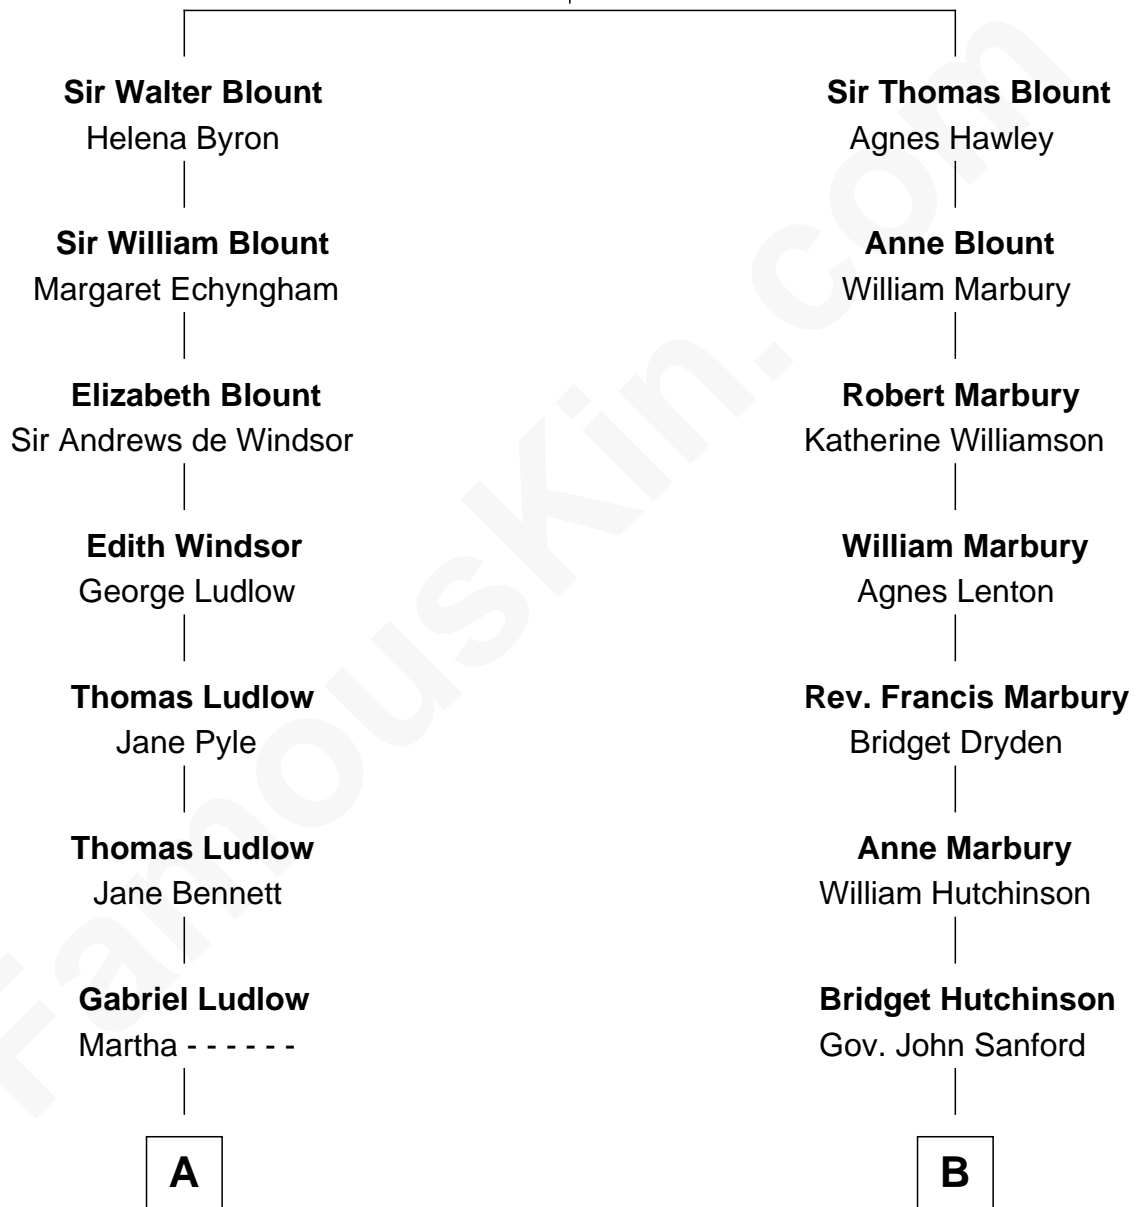 Sir Walter Blount
Helena Byron
Sir William Blount
Margaret Echyngham
Elizabeth Blount
Sir Andrews de Windsor
Edith Windsor
George Ludlow
Thomas Ludlow
Jane Pyle
Thomas Ludlow
Jane Bennett
Gabriel Ludlow
Martha - - - - - -
A
Sir Thomas Blount
Agnes Hawley
Anne Blount
William Marbury
Robert Marbury
Katherine Williamson
William Marbury
Agnes Lenton
Rev. Francis Marbury
Bridget Dryden
Anne Marbury
William Hutchinson
Bridget Hutchinson
Gov. John Sanford
B
FamousKin.com